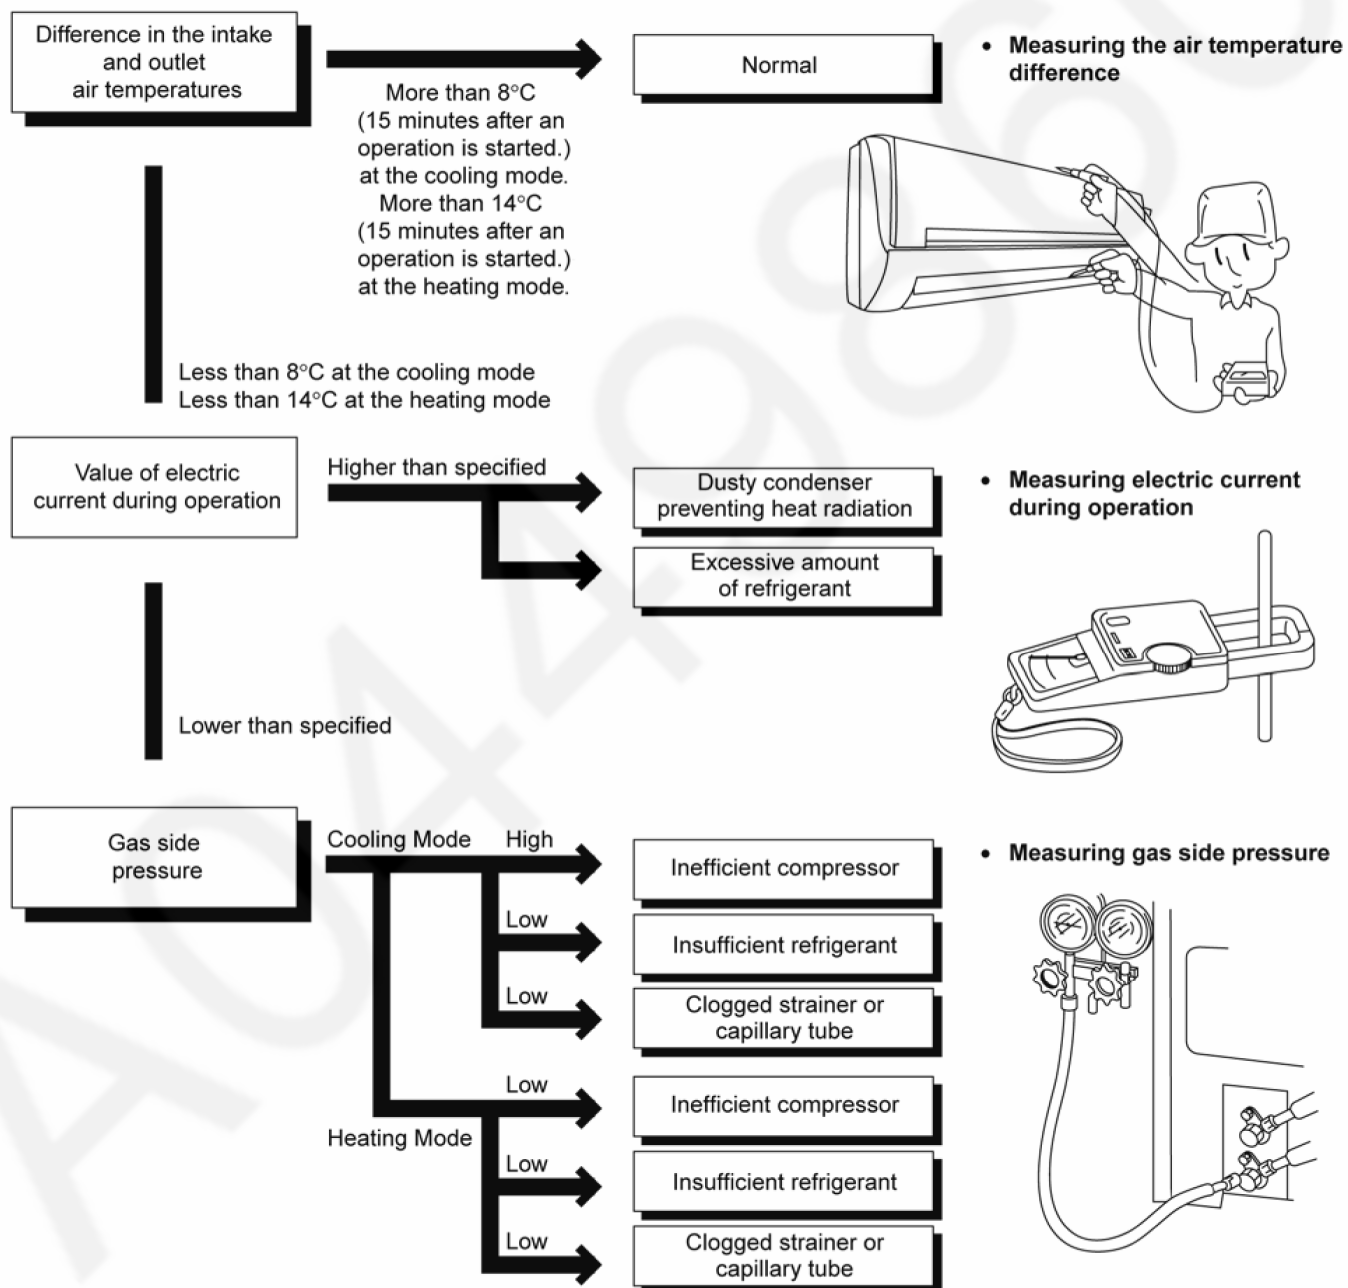 Difference in the intake
and outlet
air temperatures
More than 8°C
(15 minutes after an
operation is started.)
at the cooling mode.
More than 14°C
(15 minutes after an
operation is started.)
at the heating mode.
Normal
• Measuring the air temperature
difference
Less than 8°C at the cooling mode
Less than 14°C at the heating mode
Value of electric
current during operation
Higher than specified
Dusty condenser
preventing heat radiation
Excessive amount
of refrigerant
• Measuring electric current
during operation
Lower than specified
Gas side
pressure
Cooling Mode
High
Inefficient compressor
Low
Insufficient refrigerant
Low
Clogged strainer or
capillary tube
Heating Mode
Low
Inefficient compressor
Low
Insufficient refrigerant
Low
Clogged strainer or
capillary tube
• Measuring gas side pressure